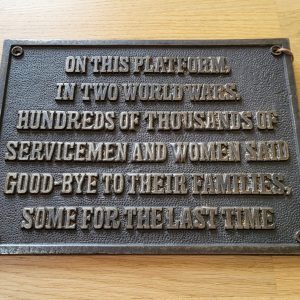 ON THIS PLATFORM,
IN TWO WORLD WARS,
HUNDREDS OF THOUSANDS OF
SERVICEMEN AND WOMEN SAID
GOOD-BYE TO THEIR FAMILIES,
SOME FOR THE LAST TIME